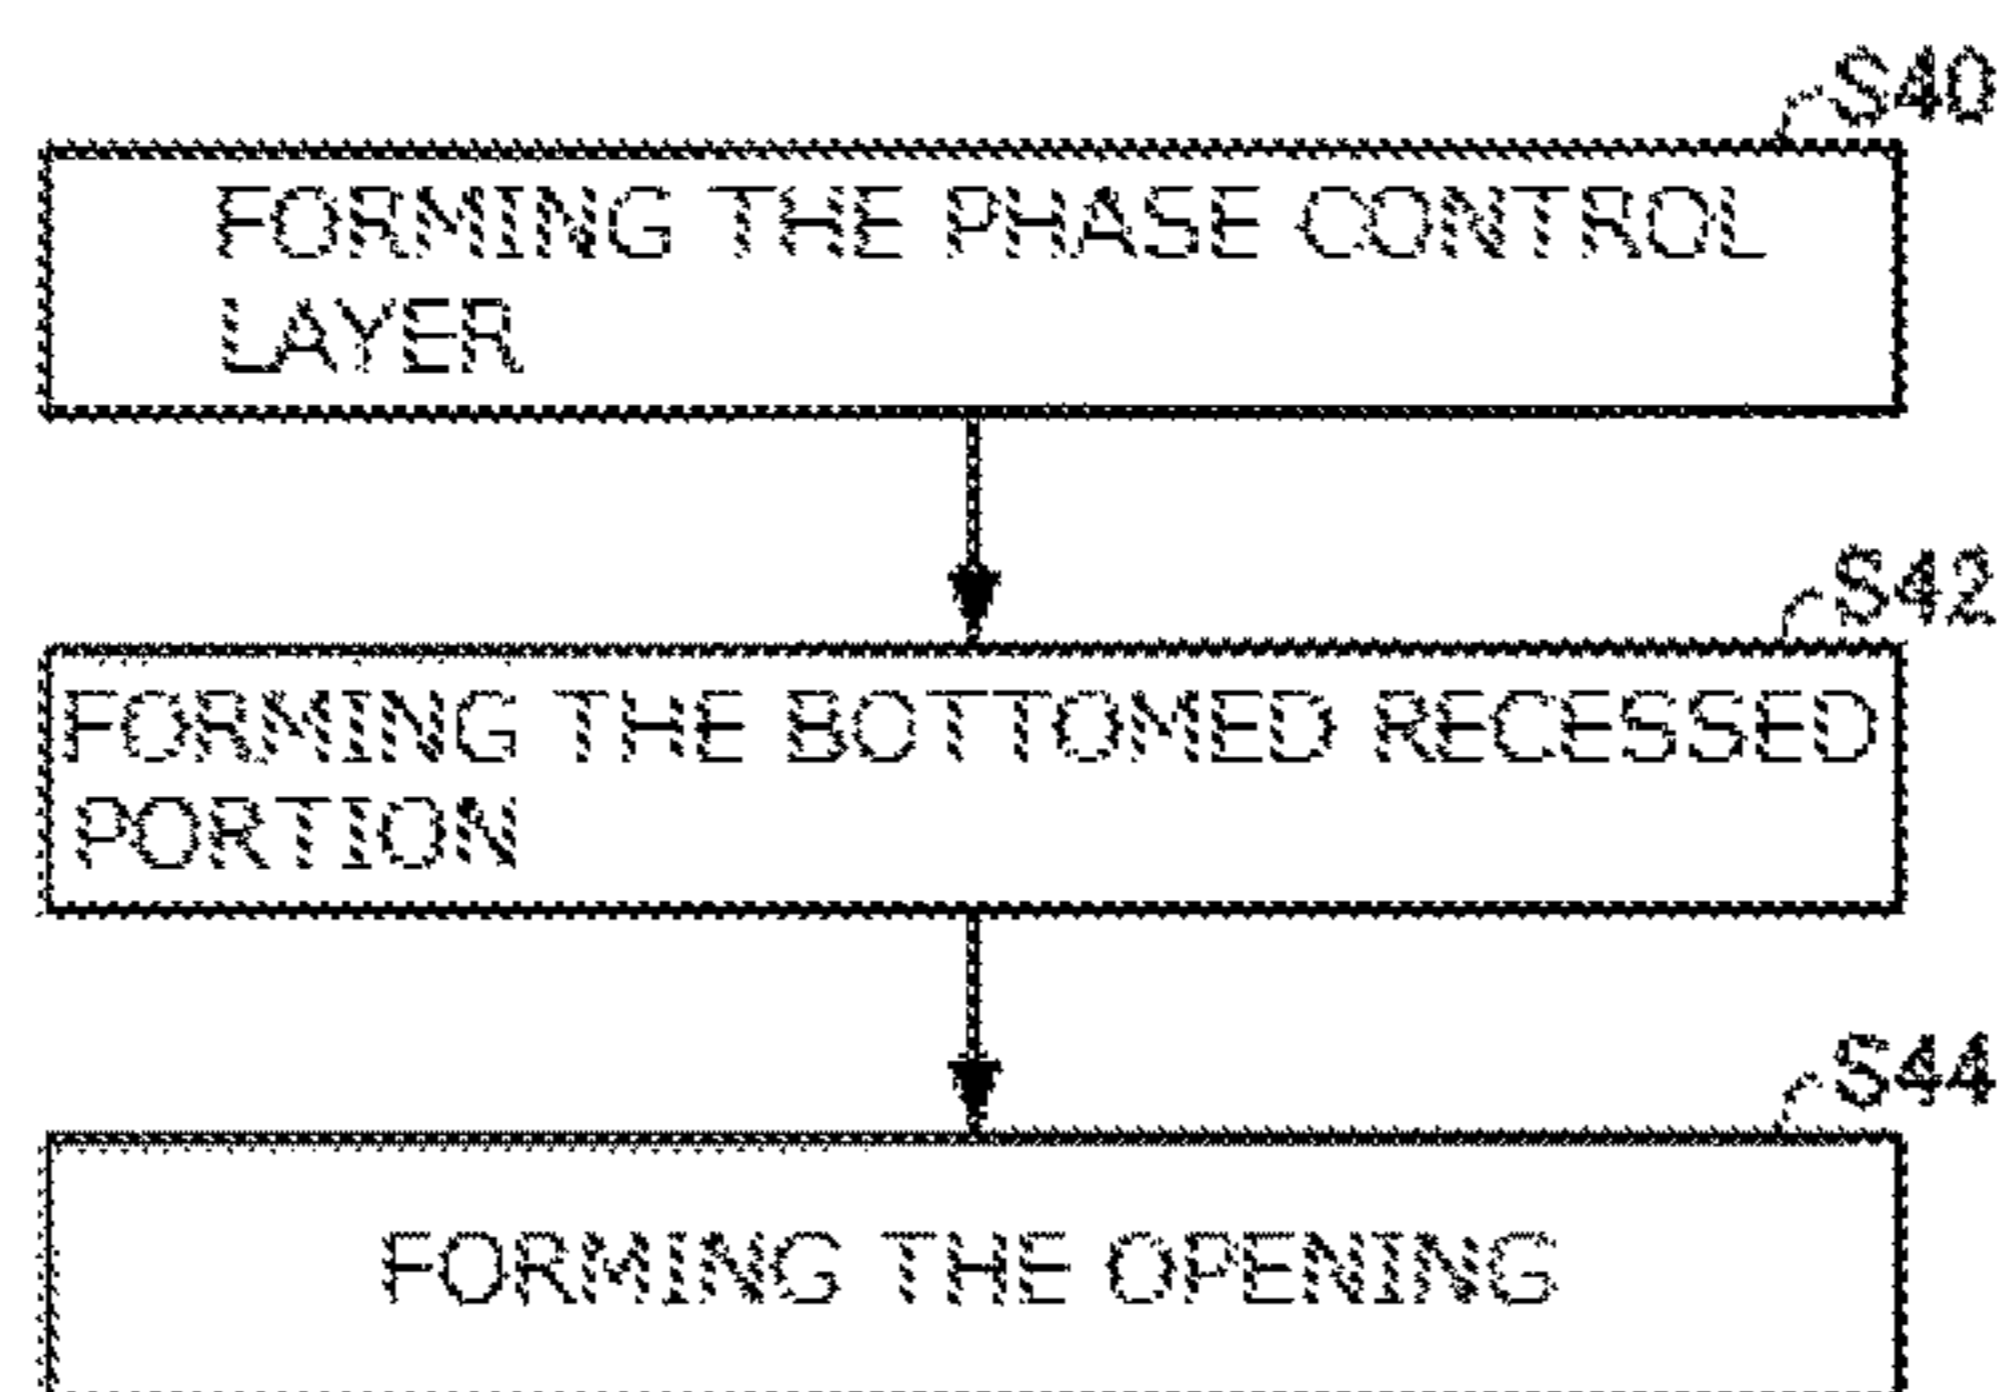 S40
FORMING THE PHASE CONTROL
LAYER
S42
FORMING THE BOTTOMED RECESSED
PORTION
S44
FORMING THE OPENING